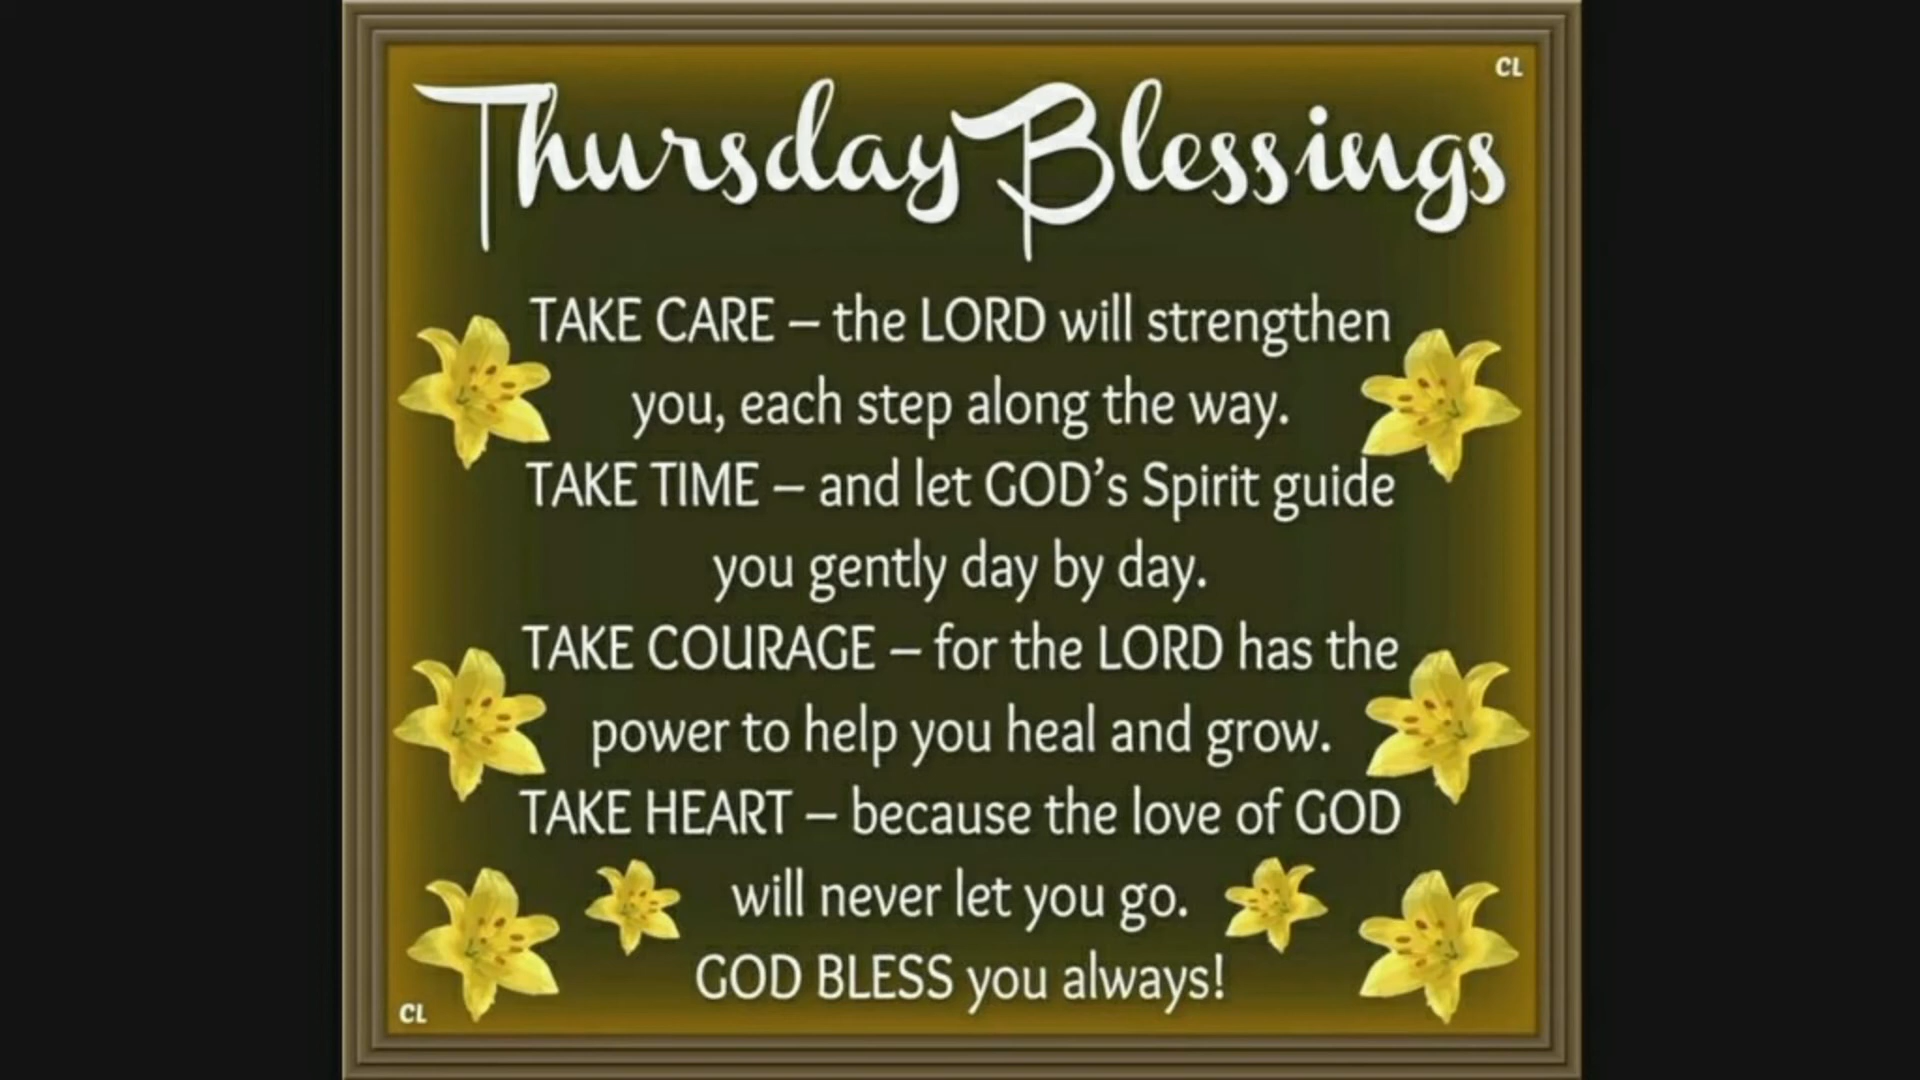 CL
Thursday Blessings
TAKE CARE – the LORD will strengthen
you, each step along the way.
TAKE TIME – and let GOD's Spirit guide
you gently day by day.
TAKE COURAGE – for the LORD has the
power to help you heal and grow.
TAKE HEART – because the love of GOD
will never let you go.
GOD BLESS you always!
CL